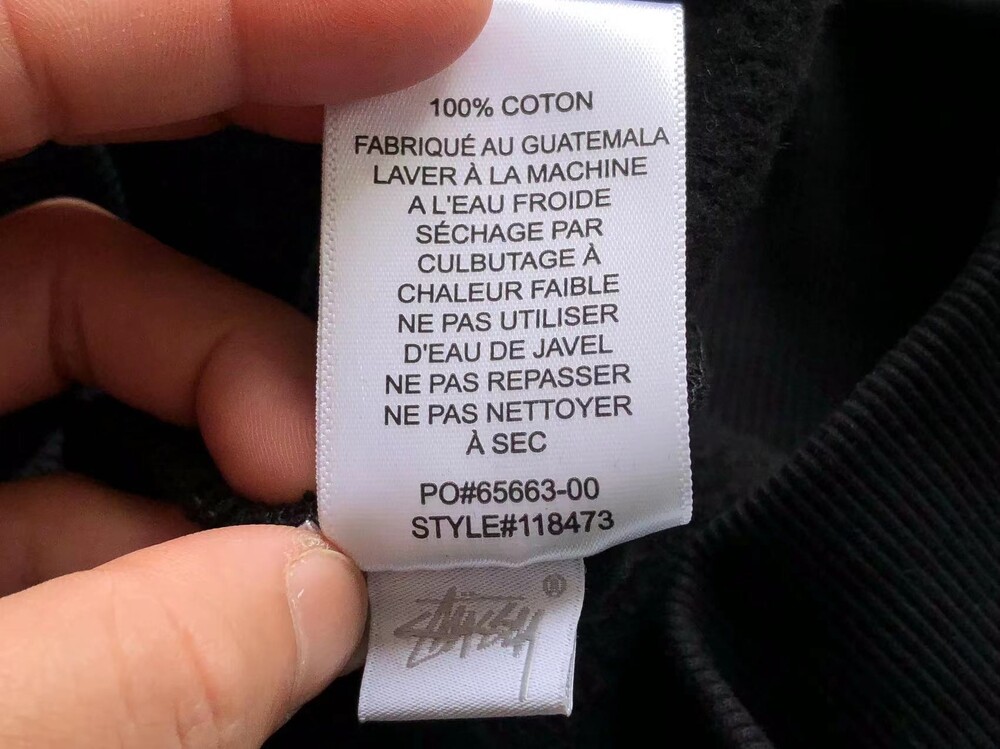 100% COTON
FABRIQUÉ AU GUATEMALA
LAVER À LA MACHINE
A L'EAU FROIDE
SÉCHAGE PAR
CULBUTAGE À
CHALEUR FAIBLE
NE PAS UTILISER
D'EAU DE JAVEL
NE PAS REPASSER
NE PAS NETTOYER
À SEC
PO#65663-00
STYLE#118473
Stüssy ®